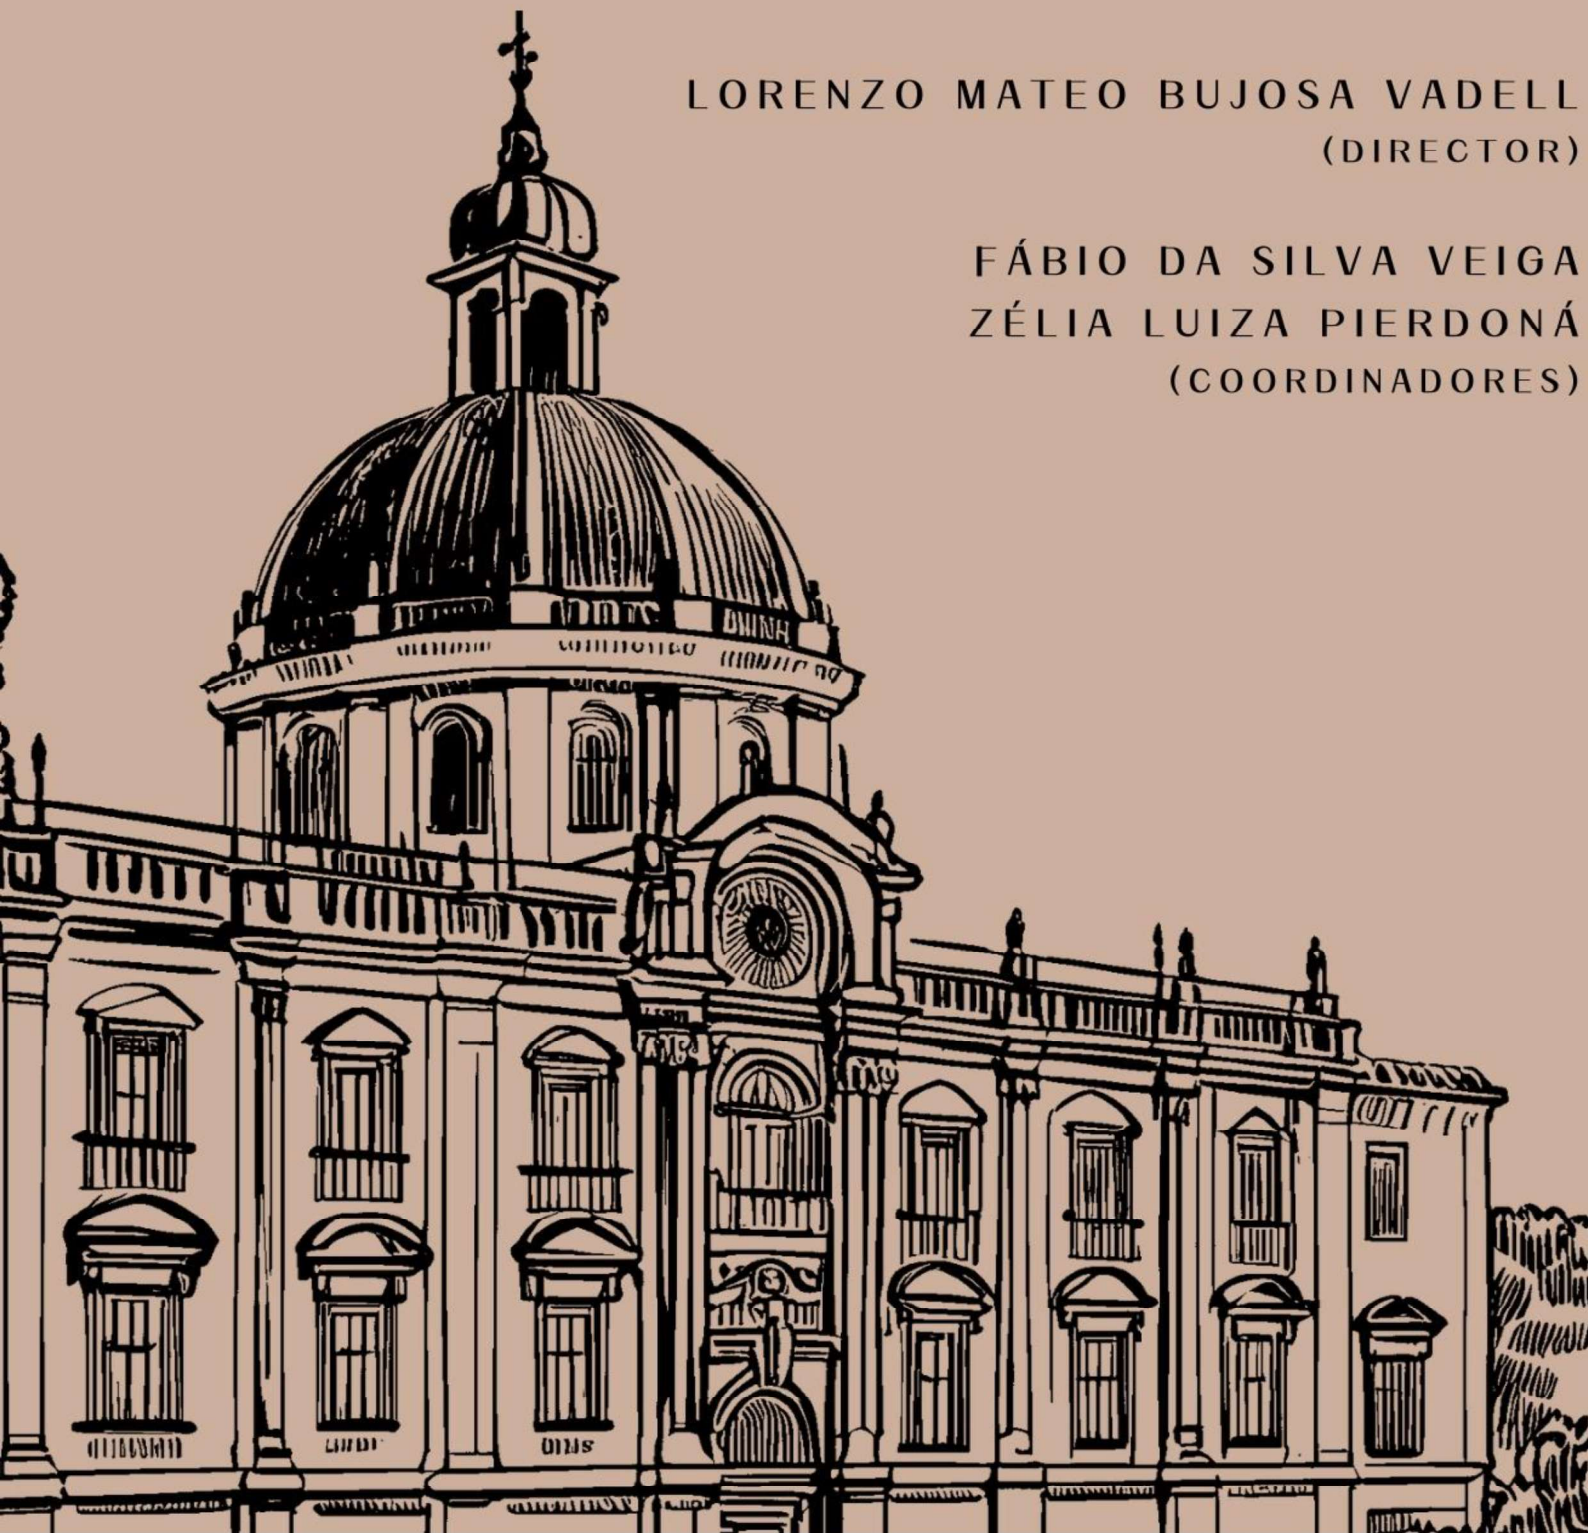 LORENZO MATEO BUJOSA VADELL
(DIRECTOR)
FÁBIO DA SILVA VEIGA
ZÉLIA LUIZA PIERDONÁ
(COORDINADORES)